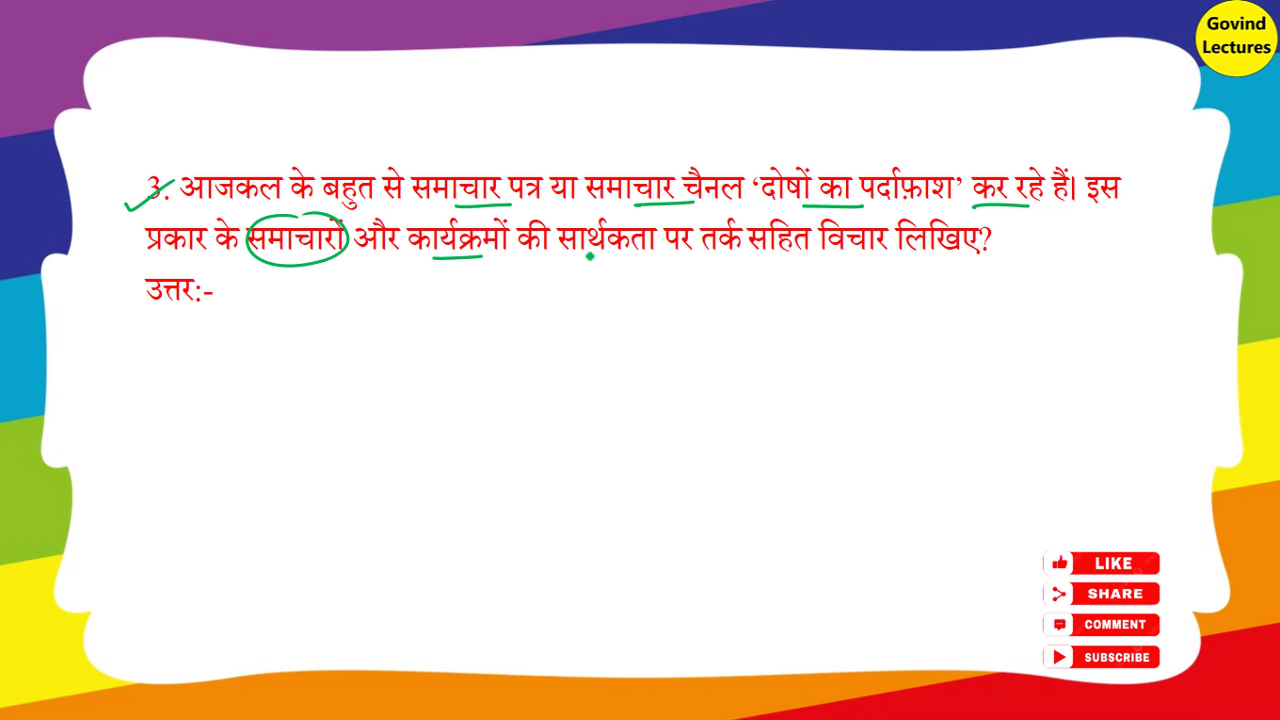 Govind
Lectures
3. आजकल के बहुत से समाचार पत्र या समाचार चैनल ‘दोषों का पर्दाफ़ाश’ कर रहे हैं। इस
प्रकार के समाचारों और कार्यक्रमों की सार्थकता पर तर्क सहित विचार लिखिए?
उत्तर:-
LIKE
SHARE
COMMENT
SUBSCRIBE